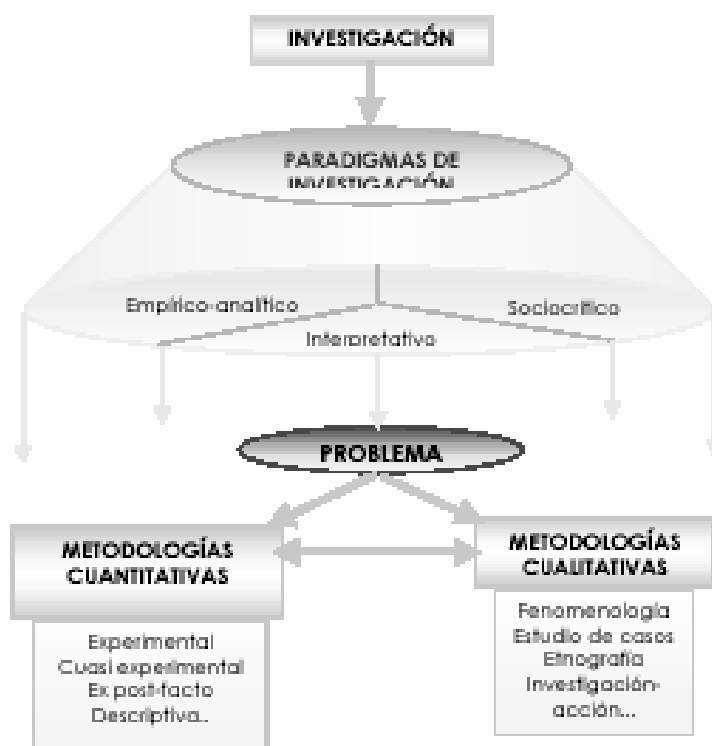 INVESTIGACIÓN
PARADIGMAS DE
INVESTIGACIÓN
Empírico-analítico
Sociocrítico
Interpretativo
PROBLEMA
METODOLOGÍAS
CUANTITATIVAS
Experimental
Cuasi experimental
Ex post-facto
Descriptiva..
METODOLOGÍAS
CUALITATIVAS
Fenomenología
Estudio de casos
Etnografía
Investigación-
acción...